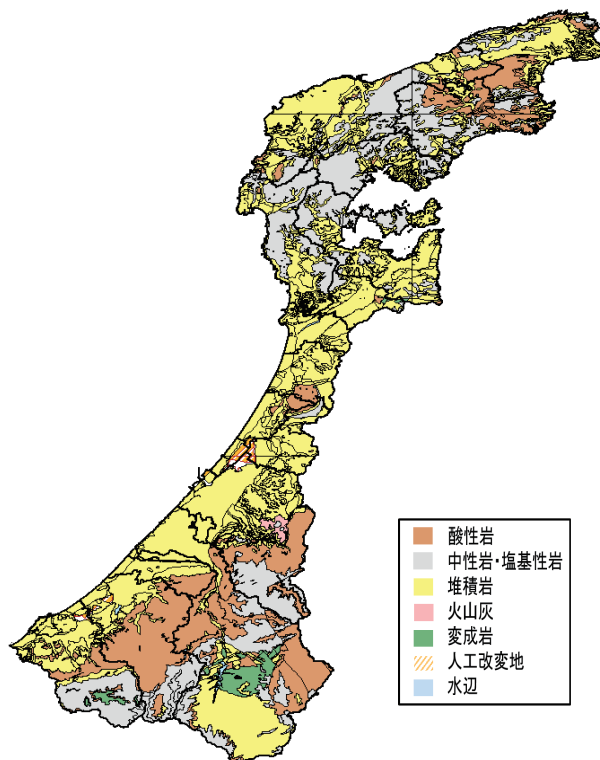 酸性岩
中性岩・塩基性岩
堆積岩
火山灰
変成岩
人工改変地
水辺